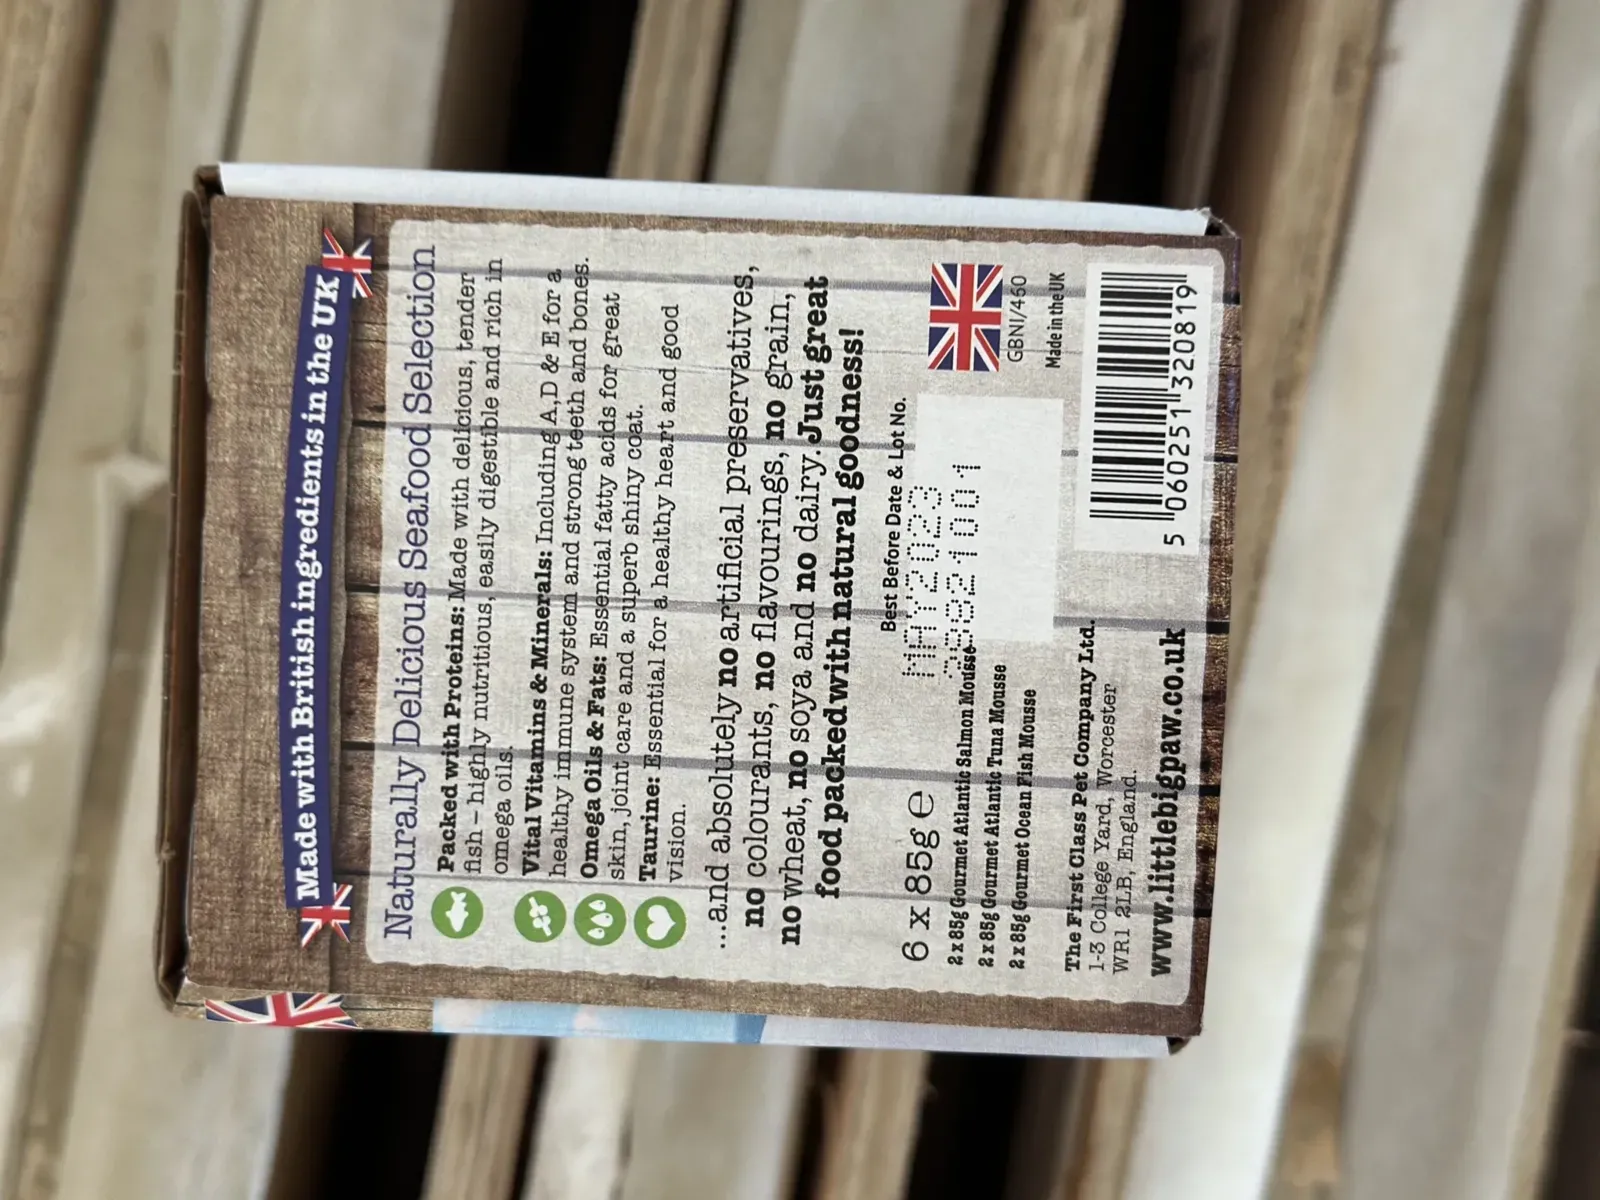 Made with British ingredients in the UK
Naturally Delicious Seafood Selection
Packed with Proteins: Made with delicious, tender
fish – highly nutritious, easily digestible and rich in
omega oils.
Vital Vitamins & Minerals: Including A,D & E for a
healthy immune system and strong teeth and bones.
Omega Oils & Fats: Essential fatty acids for great
skin, joint care and a superb shiny coat.
Taurine: Essential for a healthy heart and good
vision.
...and absolutely no artificial preservatives,
no colourants, no flavourings, no grain,
no wheat, no soya and no dairy. Just great
food packed with natural goodness!
6 x 85g e
2 x 85g Gourmet Atlantic Salmon Mousse
2 x 85g Gourmet Atlantic Tuna Mousse
2 x 85g Gourmet Ocean Fish Mousse
Best Before Date & Lot No.
MAY2023
GBNI/460
Made in the UK
The First Class Pet Company Ltd.
1-3 College Yard, Worcester
WR1 2LB, England.
www.littlebigpaw.co.uk
5 060251 320819